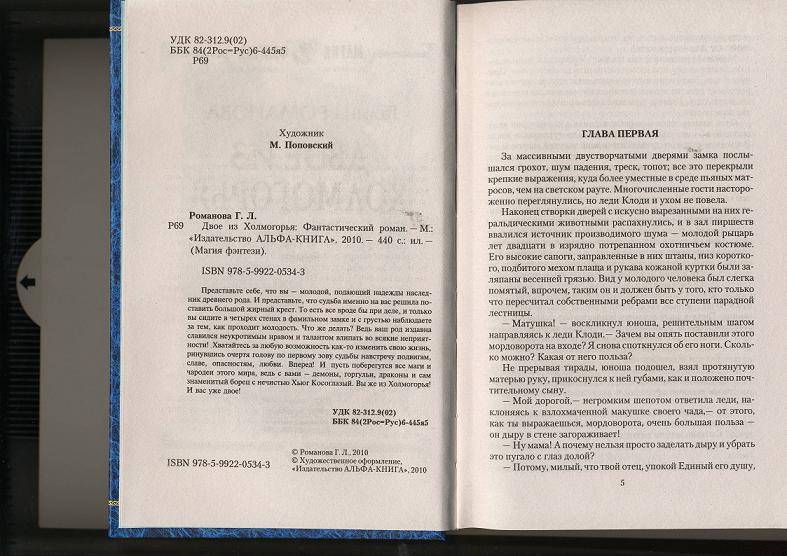 УДК 82-312.9(02)
ББК 84(2Рос=Рус)6-445я5
Р69
Художник
М. Поповский
Романова Г. Л.
Р69 Двое из Холмогорья: Фантастический роман. — М.:
«Издательство АЛЬФА-КНИГА», 2010. — 440 с.: ил. —
(Магия фэнтези).
ISBN 978-5-9922-0534-3
Представьте себе, что вы — молодой, подающий надежды наслед-
ник древнего рода. И представьте, что судьба именно на вас решила по-
ставить большой жирный крест. То есть все вроде бы при деле, и только
вы сидите в четырех стенах в фамильном замке и с грустью наблюдаете
за тем, как проходит молодость. Что же делать? Ведь ваш род издавна
славился неукротимым нравом и талантом влипать во всякие неприят-
ности! Хватайтесь за любую возможность как-то изменить свою жизнь,
ринувшись очертя голову по первому зову судьбы навстречу подвигам,
славе, опасностям, любви. Вперед! И пусть поберегутся все маги и
чародеи этого мира, ведь с вами — демоны, горгульи, драконы и сам
знаменитый борец с нечистью Хьюг Косоглазый. Вы же из Холмогорья!
И вас уже двое!
УДК 82-312.9(02)
ББК 84(2Рос=Рус)6-445я5
© Романова Г. Л., 2010
© Художественное оформление,
«Издательство АЛЬФА-КНИГА», 2010
ISBN 978-5-9922-0534-3
ГЛАВА ПЕРВАЯ
За массивными двустворчатыми дверями замка послы-
шался грохот, шум падения, треск, топот; все это перекрыли
крепкие выражения, куда более уместные в среде пьяных мат-
росов, чем на светском рауте. Многочисленные гости насторо-
женно переглянулись, но леди Клоди и ухом не повела.
Наконец створки дверей с искусно вырезанными на них ге-
ральдическими животными распахнулись, и в зал пиршеств
ввалился источник производимого шума — молодой рыцарь
лет двадцати в изрядно потрепанном охотничьем костюме.
Его высокие сапоги, заправленные в них штаны, низ коротко-
го, подбитого мехом плаща и рукава кожаной куртки были за-
ляпаны весенней грязью. Вид у молодого человека был слегка
помятый, впрочем, таким он и должен быть у того, кто только
что пересчитал собственными ребрами все ступени парадной
лестницы.
— Матушка! — воскликнул юноша, решительным шагом
направляясь к леди Клоди.— Зачем вы опять поставили этого
мордоворота на входе? Я снова споткнулся об его ноги. Сколь-
ко можно? Какая от него польза?
Не прерывая тирады, юноша подошел, взял протянутую
матерью руку, прикоснулся к ней губами, как и положено поч-
тительному сыну.
— Мой дорогой,— негромким шепотом ответила леди, на-
клоняясь к взлохмаченной макушке своего чада,— от этого,
как ты выражаешься, мордоворота, очень большая польза —
он дыру в стене загораживает!
— Ну мама! А почему нельзя просто заделать дыру и убрать
это пугало с глаз долой?
— Потому, милый, что твой отец, упокой Единый его душу,
5